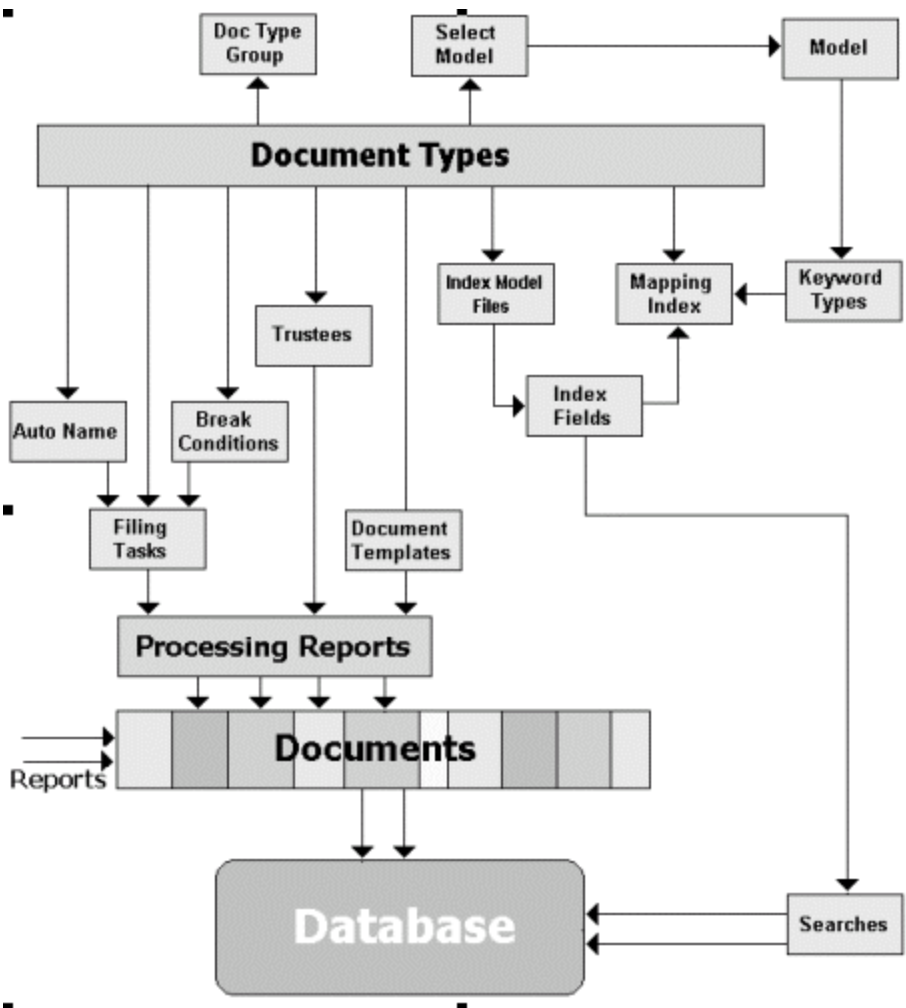 Doc Type
Group
Select
Model
Model
Document Types
Index Model
Files
Mapping
Index
Keyword
Types
Trustees
Index
Fields
Auto Name
Break
Conditions
Filing
Tasks
Document
Templates
Processing Reports
Documents
Reports
Database
Searches